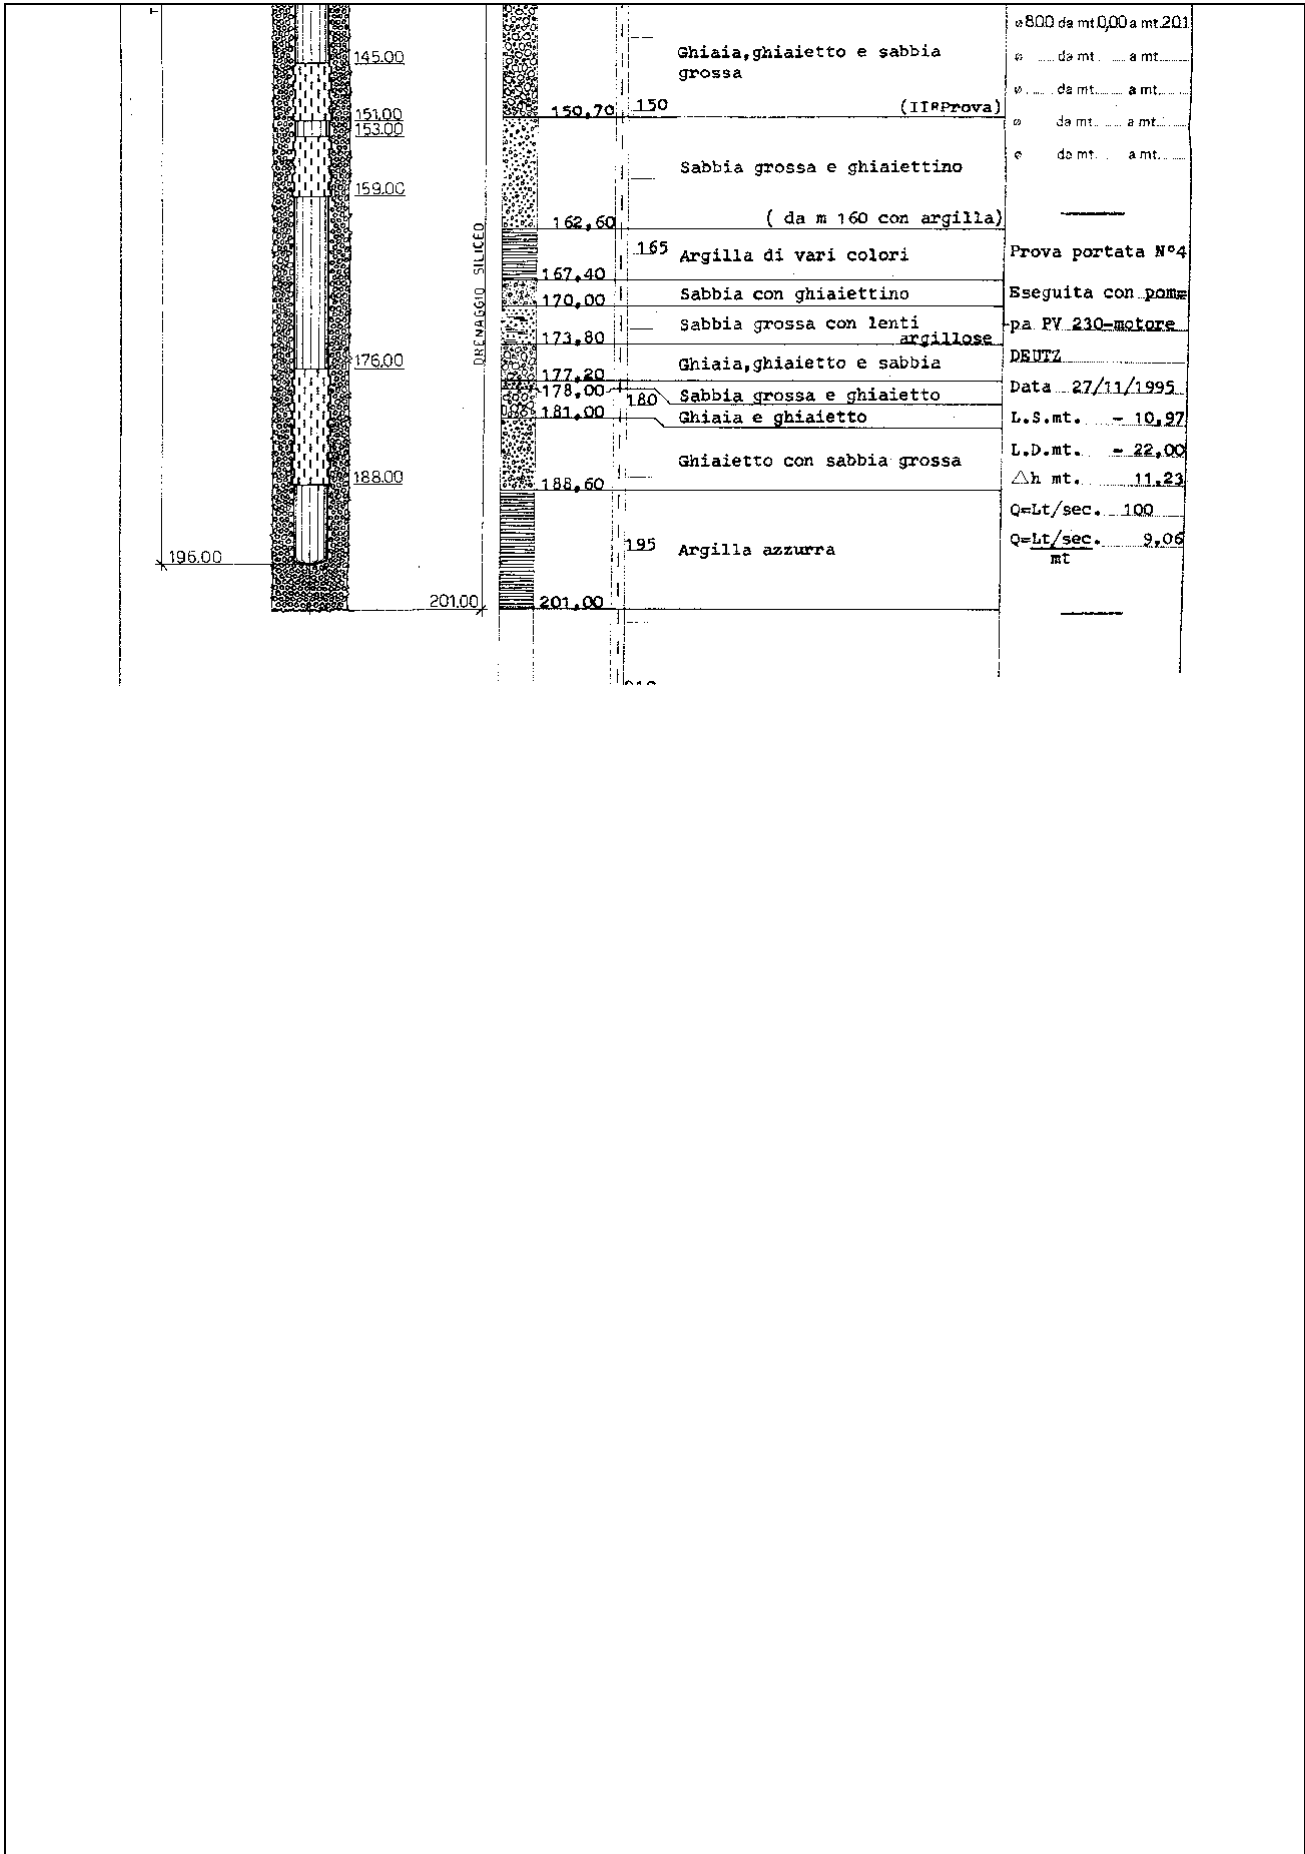 145.00
151.00
153.00
159.00
176.00
188.00
196.00
DRENAGGIO SILICEO
201.00
Ghiaia,ghiaietto e sabbia
grossa
150,70 150 (IIªProva)
Sabbia grossa e ghiaiettino
162,60 ( da m 160 con argilla)
165 Argilla di vari colori
167,40
Sabbia con ghiaiettino
170,00
Sabbia grossa con lenti
173,80 argillose
Ghiaia,ghiaietto e sabbia
177,20
178,00 180 Sabbia grossa e ghiaietto
181,00 Ghiaia e ghiaietto
Ghiaietto con sabbia grossa
188,60
195 Argilla azzurra
201,00
ø 800 da mt. 0,00 a mt. 201
ø da mt. a mt.
ø da mt. a mt.
ø da mt. a mt.
ø da mt. a mt.
Prova portata N°4
Eseguita con pom=
pa PV 230-motore
DEUTZ
Data 27/11/1995
L.S.mt. - 10,97
L.D.mt. - 22,00
△h mt. 11,23
Q=Lt/sec. 100
Q=Lt/sec. 9,06
mt